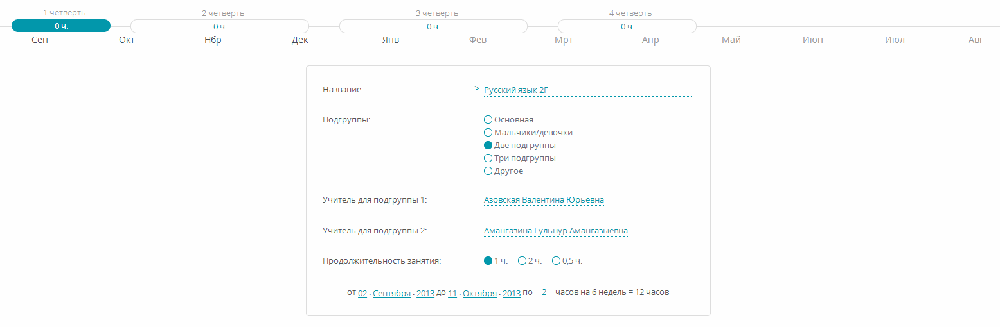 1 четверть 2 четверть 3 четверть 4 четверть
0 ч. 0 ч. 0 ч. 0 ч.
Сен Окт Нбр Дек Янв Фев Мрт Апр Май Июн Июл Авг
Название: > Русский язык 2Г
Подгруппы: Основная
Мальчики/девочки
Две подгруппы
Три подгруппы
Другое
Учитель для подгруппы 1: Азовская Валентина Юрьевна
Учитель для подгруппы 2: Амангазина Гульнур Амангазыевна
Продолжительность занятия: 1 ч. 2 ч. 0,5 ч.
от 02 . Сентября . 2013 до 11 . Октября . 2013 по 2 часов на 6 недель = 12 часов